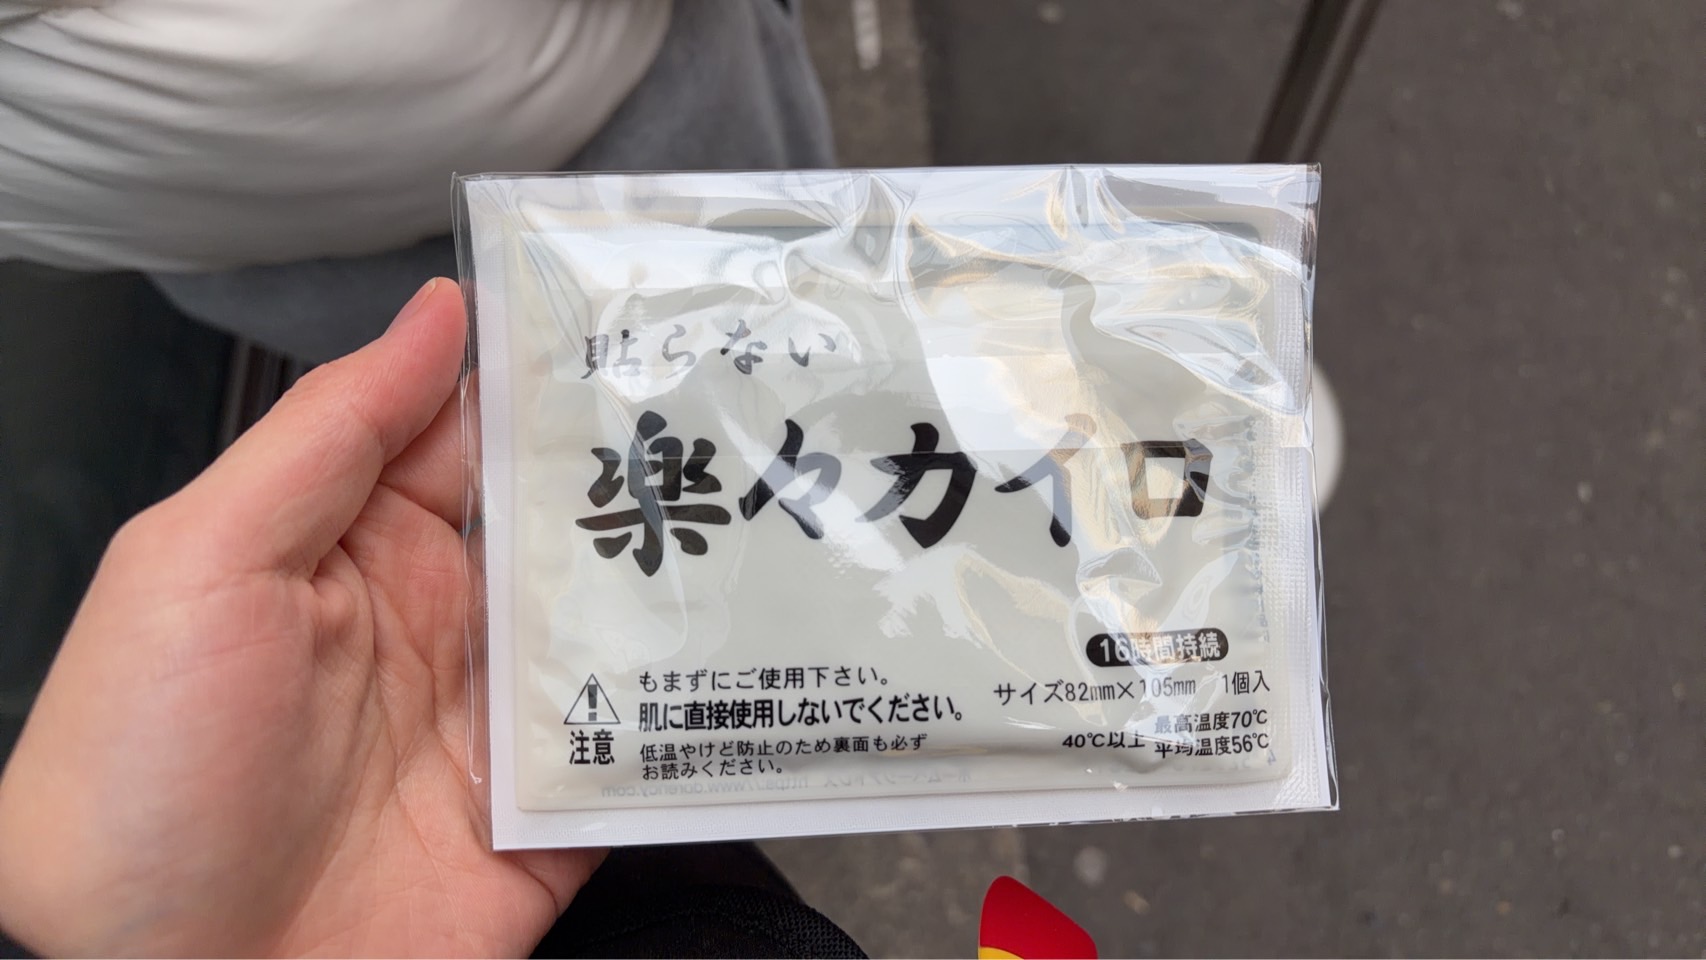 貼らない
楽々カイロ
16時間持続
サイズ82mm×105mm 1個入
最高温度70℃
40℃以上 平均温度56℃
注意
もまずにご使用下さい。
肌に直接使用しないでください。
低温やけど防止のため裏面も必ず
お読みください。